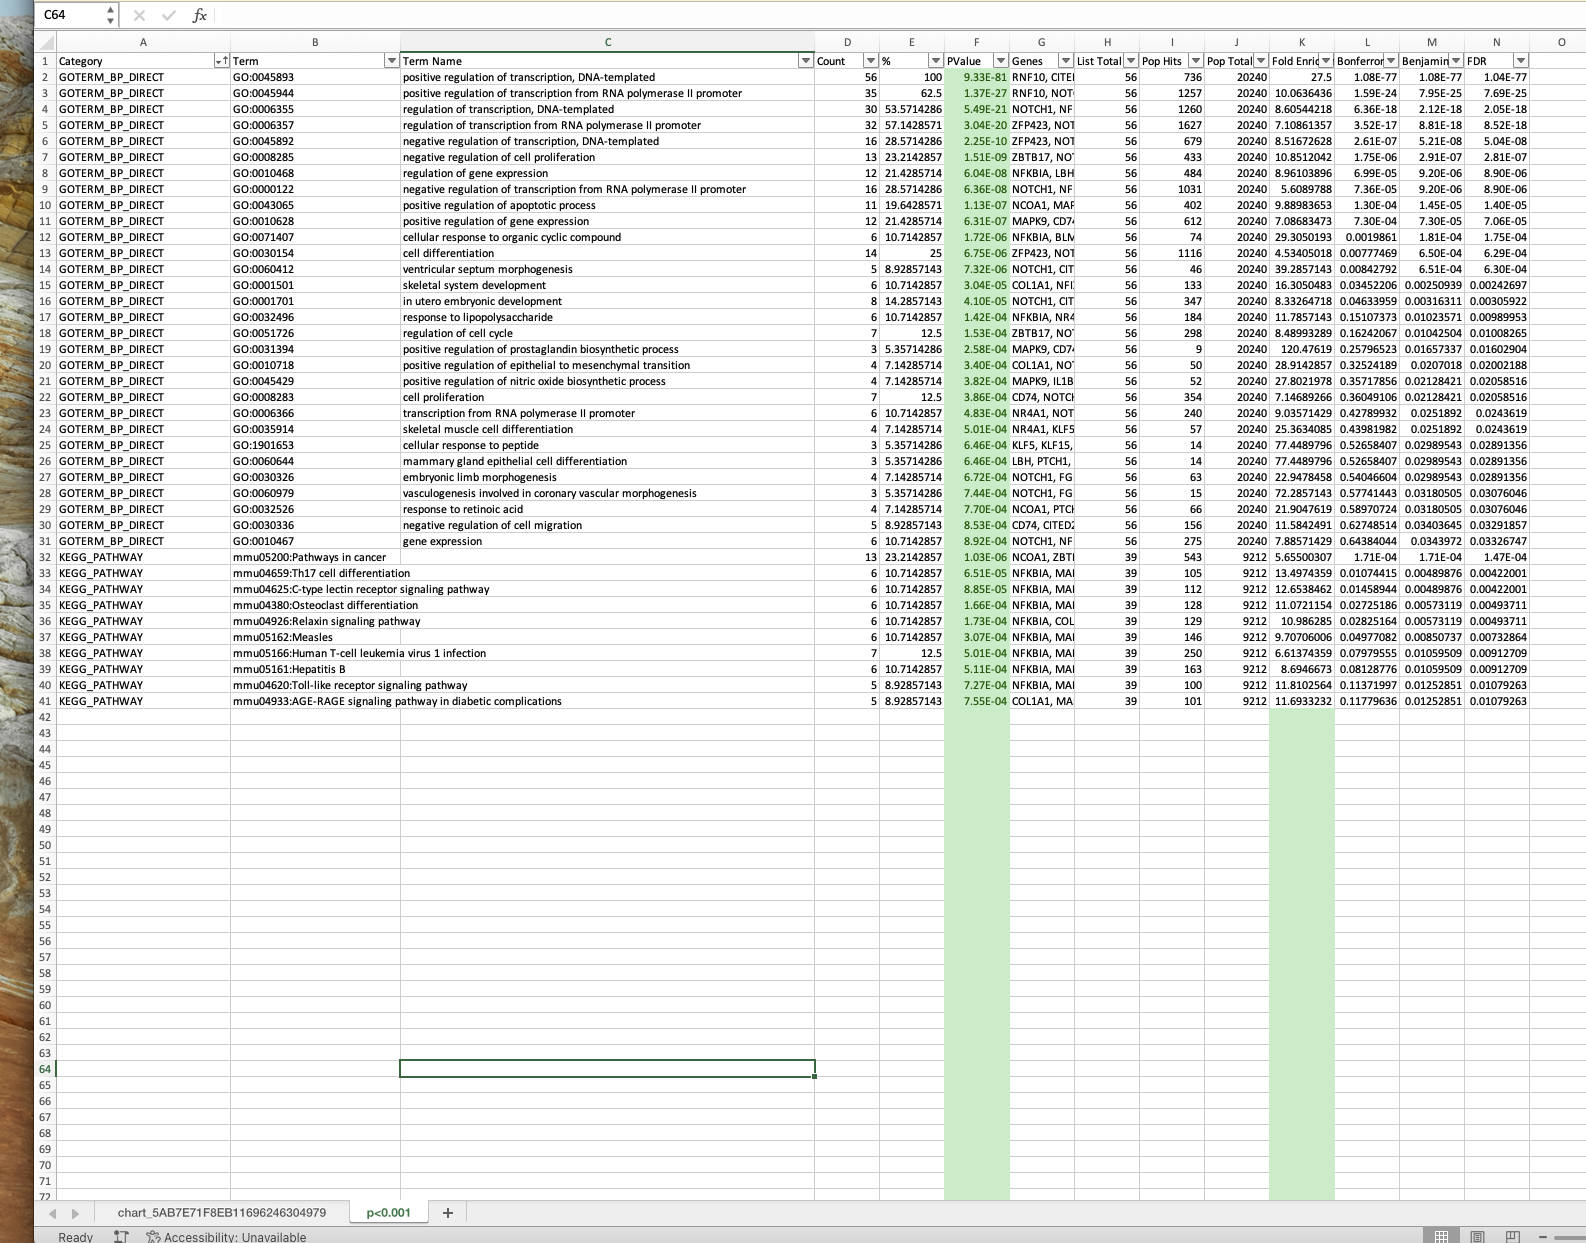 C64 fx
A B C D E F G H I J K L M N O
1 Category Term Term Name Count % PValue Genes List Total Pop Hits Pop Total Fold Enric Bonferror Benjamin FDR
2 GOTERM_BP_DIRECT GO:0045893 positive regulation of transcription, DNA-templated 56 100 9.33E-81 RNF10, CITEI 56 736 20240 27.5 1.08E-77 1.08E-77 1.04E-77
3 GOTERM_BP_DIRECT GO:0045944 positive regulation of transcription from RNA polymerase II promoter 35 62.5 1.37E-27 RNF10, NOT 56 1257 20240 10.0636436 1.59E-24 7.95E-25 7.69E-25
4 GOTERM_BP_DIRECT GO:0006355 regulation of transcription, DNA-templated 30 53.5714286 5.49E-21 NOTCH1, NF 56 1260 20240 8.60544218 6.36E-18 2.12E-18 2.05E-18
5 GOTERM_BP_DIRECT GO:0006357 regulation of transcription from RNA polymerase II promoter 32 57.1428571 3.04E-20 ZFP423, NOT 56 1627 20240 7.10861357 3.52E-17 8.81E-18 8.52E-18
6 GOTERM_BP_DIRECT GO:0045892 negative regulation of transcription, DNA-templated 16 28.5714286 2.25E-10 ZFP423, NOT 56 679 20240 8.51672628 2.61E-07 5.21E-08 5.04E-08
7 GOTERM_BP_DIRECT GO:0008285 negative regulation of cell proliferation 13 23.2142857 1.51E-09 ZBTB17, NO 56 433 20240 10.8512042 1.75E-06 2.91E-07 2.81E-07
8 GOTERM_BP_DIRECT GO:0010468 regulation of gene expression 12 21.4285714 6.04E-08 NFKBIA, LBH 56 484 20240 8.96103896 6.99E-05 9.20E-06 8.90E-06
9 GOTERM_BP_DIRECT GO:0000122 negative regulation of transcription from RNA polymerase II promoter 16 28.5714286 6.36E-08 NOTCH1, NF 56 1031 20240 5.6089788 7.36E-05 9.20E-06 8.90E-06
10 GOTERM_BP_DIRECT GO:0043065 positive regulation of apoptotic process 11 19.6428571 1.13E-07 NCOA1, MAP 56 402 20240 9.88983653 1.30E-04 1.45E-05 1.40E-05
11 GOTERM_BP_DIRECT GO:0010628 positive regulation of gene expression 12 21.4285714 6.31E-07 MAPK9, CD74 56 612 20240 7.08683473 7.30E-04 7.30E-05 7.06E-05
12 GOTERM_BP_DIRECT GO:0071407 cellular response to organic cyclic compound 6 10.7142857 1.72E-06 NFKBIA, BLM 56 74 20240 29.3050193 0.0019861 1.81E-04 1.75E-04
13 GOTERM_BP_DIRECT GO:0030154 cell differentiation 14 25 6.75E-06 ZFP423, NOT 56 1116 20240 4.53405018 0.00777469 6.50E-04 6.29E-04
14 GOTERM_BP_DIRECT GO:0060412 ventricular septum morphogenesis 5 8.92857143 7.32E-06 NOTCH1, CIT 56 46 20240 39.2857143 0.00842792 6.51E-04 6.30E-04
15 GOTERM_BP_DIRECT GO:0001501 skeletal system development 6 10.7142857 3.04E-05 COL1A1, NFI 56 133 20240 16.3050483 0.03452206 0.00250939 0.00242697
16 GOTERM_BP_DIRECT GO:0001701 in utero embryonic development 8 14.2857143 4.10E-05 NOTCH1, CIT 56 347 20240 8.33264718 0.04633959 0.00316311 0.00305922
17 GOTERM_BP_DIRECT GO:0032496 response to lipopolysaccharide 6 10.7142857 1.42E-04 NFKBIA, NR4 56 184 20240 11.7857143 0.15107373 0.01023571 0.00989953
18 GOTERM_BP_DIRECT GO:0051726 regulation of cell cycle 7 12.5 1.53E-04 ZBTB17, NO 56 298 20240 8.48993289 0.16242067 0.01042504 0.01008265
19 GOTERM_BP_DIRECT GO:0031394 positive regulation of prostaglandin biosynthetic process 3 5.35714286 2.58E-04 MAPK9, CD74 56 9 20240 120.47619 0.25796523 0.01657337 0.01602904
20 GOTERM_BP_DIRECT GO:0010718 positive regulation of epithelial to mesenchymal transition 4 7.14285714 3.40E-04 COL1A1, NO 56 50 20240 28.9142857 0.32524189 0.0207018 0.02002188
21 GOTERM_BP_DIRECT GO:0045429 positive regulation of nitric oxide biosynthetic process 4 7.14285714 3.82E-04 MAPK9, IL1B 56 52 20240 27.8021978 0.35717856 0.02128421 0.02058516
22 GOTERM_BP_DIRECT GO:0008283 cell proliferation 7 12.5 3.86E-04 CD74, NOTCH 56 354 20240 7.14689266 0.36049106 0.02128421 0.02058516
23 GOTERM_BP_DIRECT GO:0006366 transcription from RNA polymerase II promoter 6 10.7142857 4.83E-04 NR4A1, NOT 56 240 20240 9.03571429 0.42789932 0.0251892 0.0243619
24 GOTERM_BP_DIRECT GO:0035914 skeletal muscle cell differentiation 4 7.14285714 5.01E-04 NR4A1, KLF5 56 57 20240 25.3634085 0.43981982 0.0251892 0.0243619
25 GOTERM_BP_DIRECT GO:1901653 cellular response to peptide 3 5.35714286 6.46E-04 KLF5, KLF15, 56 14 20240 77.4489796 0.52658407 0.02989543 0.02891356
26 GOTERM_BP_DIRECT GO:0060644 mammary gland epithelial cell differentiation 3 5.35714286 6.46E-04 LBH, PTCH1, 56 14 20240 77.4489796 0.52658407 0.02989543 0.02891356
27 GOTERM_BP_DIRECT GO:0030326 embryonic limb morphogenesis 4 7.14285714 6.72E-04 NOTCH1, FG 56 63 20240 22.9478458 0.54046604 0.02989543 0.02891356
28 GOTERM_BP_DIRECT GO:0060979 vasculogenesis involved in coronary vascular morphogenesis 3 5.35714286 7.44E-04 NOTCH1, FG 56 15 20240 72.2857143 0.57741443 0.03180505 0.03076046
29 GOTERM_BP_DIRECT GO:0032526 response to retinoic acid 4 7.14285714 7.70E-04 NCOA1, PTCH 56 66 20240 21.9047619 0.58970724 0.03180505 0.03076046
30 GOTERM_BP_DIRECT GO:0030336 negative regulation of cell migration 5 8.92857143 8.53E-04 CD74, CITED2 56 156 20240 11.5842491 0.62748514 0.03403645 0.03291857
31 GOTERM_BP_DIRECT GO:0010467 gene expression 6 10.7142857 8.92E-04 NOTCH1, NF 56 275 20240 7.88571429 0.64384044 0.0343972 0.03326747
32 KEGG_PATHWAY mmu05200:Pathways in cancer 13 23.2142857 1.03E-06 NCOA1, ZBTI 39 543 9212 5.65500307 1.71E-04 1.71E-04 1.47E-04
33 KEGG_PATHWAY mmu04659:Th17 cell differentiation 6 10.7142857 6.51E-05 NFKBIA, MAI 39 105 9212 13.4974359 0.01074415 0.00489876 0.00422001
34 KEGG_PATHWAY mmu04625:C-type lectin receptor signaling pathway 6 10.7142857 8.85E-05 NFKBIA, MAI 39 112 9212 12.6538462 0.01458944 0.00489876 0.00422001
35 KEGG_PATHWAY mmu04380:Osteoclast differentiation 6 10.7142857 1.66E-04 NFKBIA, MAI 39 128 9212 11.0721154 0.02725186 0.00573119 0.00493711
36 KEGG_PATHWAY mmu04926:Relaxin signaling pathway 6 10.7142857 1.73E-04 NFKBIA, COL 39 129 9212 10.986285 0.02825164 0.00573119 0.00493711
37 KEGG_PATHWAY mmu05162:Measles 6 10.7142857 3.07E-04 NFKBIA, MAI 39 146 9212 9.70706006 0.04977082 0.00850737 0.00732864
38 KEGG_PATHWAY mmu05166:Human T-cell leukemia virus 1 infection 7 12.5 5.01E-04 NFKBIA, MAI 39 250 9212 6.61374359 0.07979555 0.01059509 0.00912709
39 KEGG_PATHWAY mmu05161:Hepatitis B 6 10.7142857 5.11E-04 NFKBIA, MAI 39 163 9212 8.6946673 0.08128776 0.01059509 0.00912709
40 KEGG_PATHWAY mmu04620:Toll-like receptor signaling pathway 5 8.92857143 7.27E-04 NFKBIA, MAI 39 100 9212 11.8102564 0.11371997 0.01252851 0.01079263
41 KEGG_PATHWAY mmu04933:AGE-RAGE signaling pathway in diabetic complications 5 8.92857143 7.55E-04 COL1A1, MA 39 101 9212 11.6933232 0.11779636 0.01252851 0.01079263
42
43
44
45
46
47
48
49
50
51
52
53
54
55
56
57
58
59
60
61
62
63
64
65
66
67
68
69
70
71
72
chart_5AB7E71F8EB11696246304979 p<0.001 +
Ready Accessibility: Unavailable